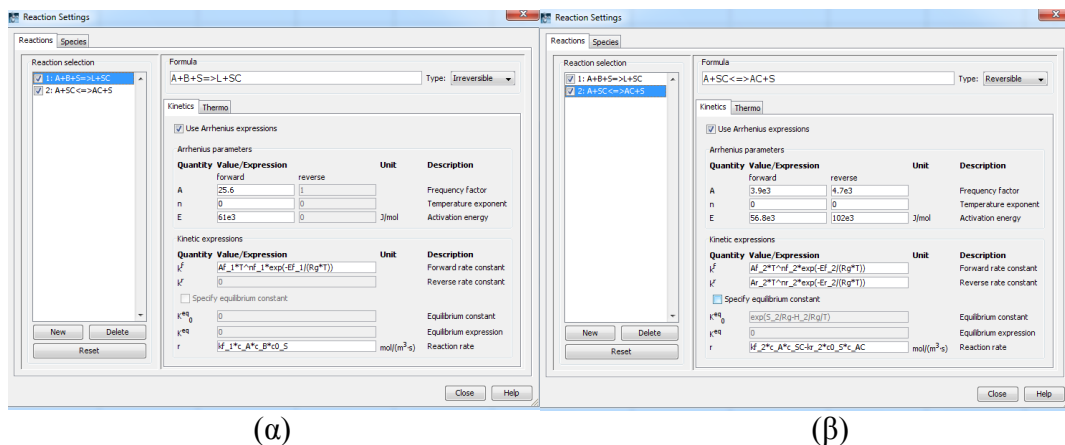 Reaction Settings
Reactions Species
Reaction selection
1: A+B+S=>L+SC
2: A+SC<=>AC+S
New Delete
Reset
Formula
A+B+S=>L+SC Type: Irreversible
Kinetics Thermo
Use Arrhenius expressions
Arrhenius parameters
Quantity Value/Expression Unit Description
forward reverse
A 25.6 1 Frequency factor
n 0 0 Temperature exponent
E 61e3 0 J/mol Activation energy
Kinetic expressions
Quantity Value/Expression Unit Description
k^f Af_1*T^nf_1*exp(-Ef_1/(Rg*T)) Forward rate constant
k^r 0 Reverse rate constant
Specify equilibrium constant
K^eq_0 0 Equilibrium constant
K^eq 0 Equilibrium expression
r kf_1*c_A*c_B*c0_S mol/(m³·s) Reaction rate
Close Help
(α)
Reaction Settings
Reactions Species
Reaction selection
1: A+B+S=>L+SC
2: A+SC<=>AC+S
New Delete
Reset
Formula
A+SC<=>AC+S Type: Reversible
Kinetics Thermo
Use Arrhenius expressions
Arrhenius parameters
Quantity Value/Expression Unit Description
forward reverse
A 3.9e3 4.7e3 Frequency factor
n 0 0 Temperature exponent
E 56.8e3 102e3 J/mol Activation energy
Kinetic expressions
Quantity Value/Expression Unit Description
k^f Af_2*T^nf_2*exp(-Ef_2/(Rg*T)) Forward rate constant
k^r Ar_2*T^nr_2*exp(-Er_2/(Rg*T)) Reverse rate constant
Specify equilibrium constant
K^eq_0 exp(S_2/Rg-H_2/Rg/T) Equilibrium constant
K^eq 0 Equilibrium expression
r kf_2*c_A*c_SC-kr_2*c0_S*c_AC mol/(m³·s) Reaction rate
Close Help
(β)